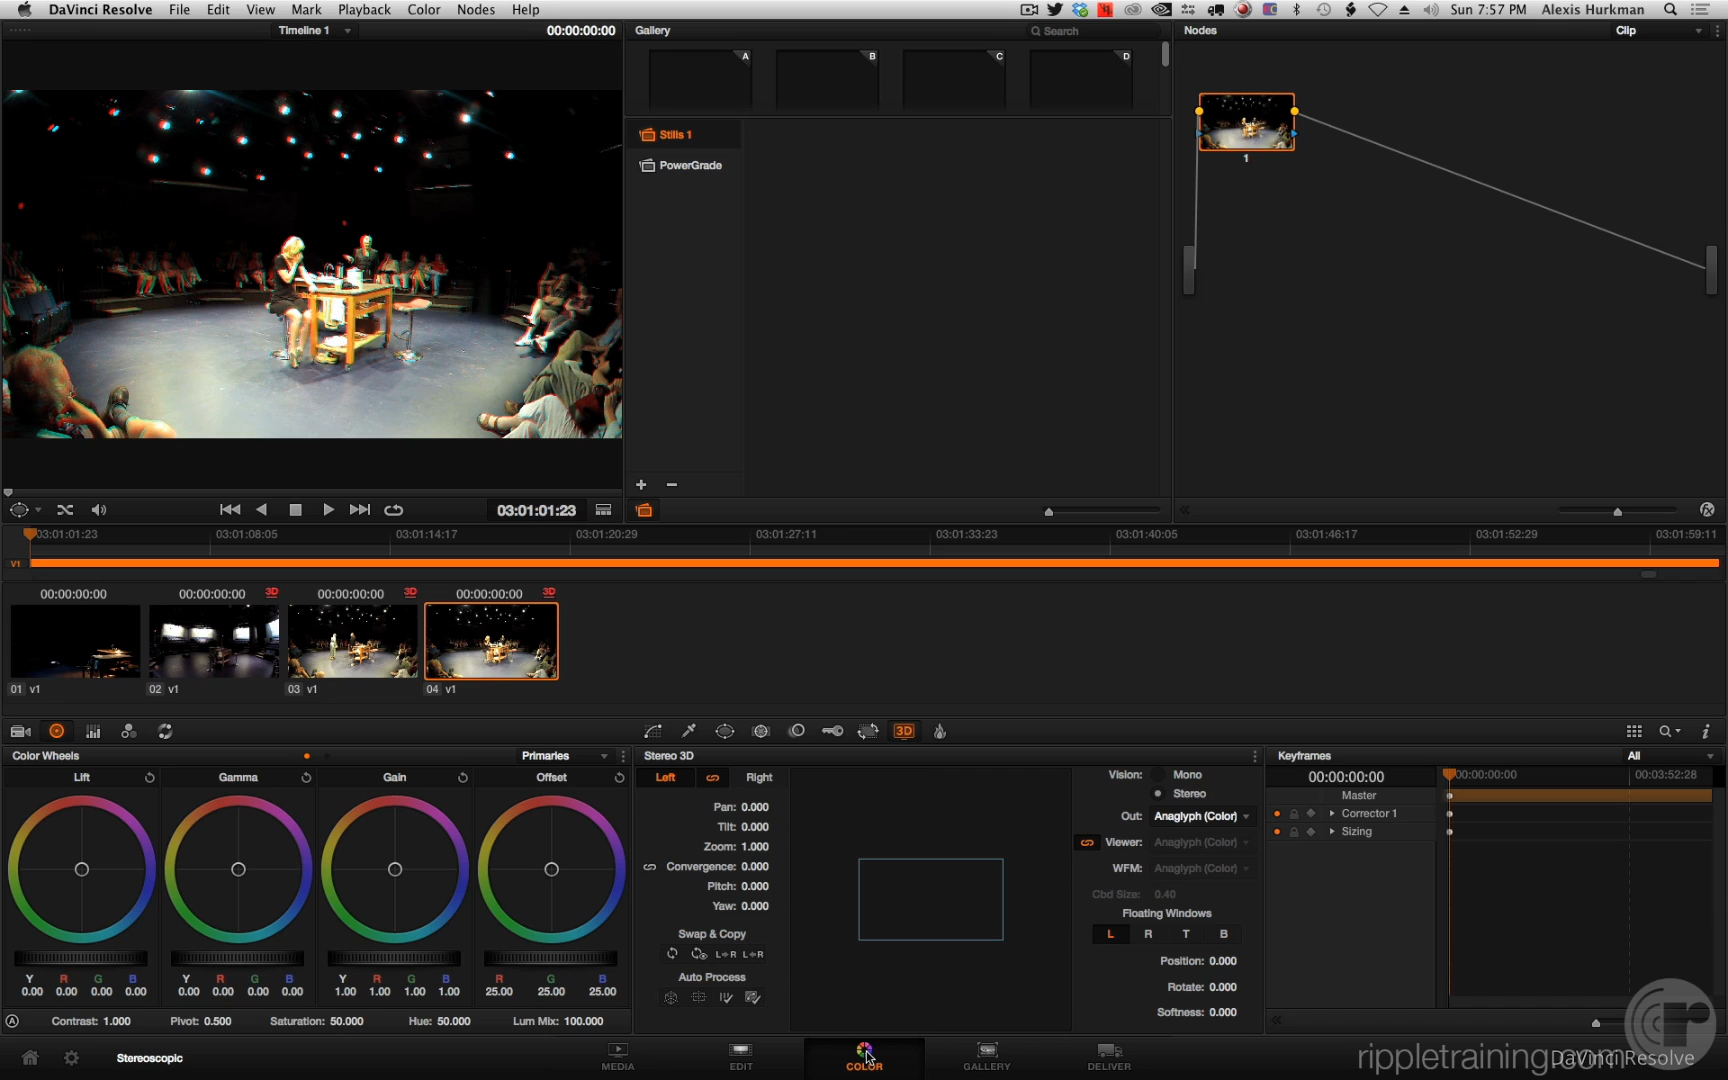 DaVinci Resolve File Edit View Mark Playback Color Nodes Help Sun 7:57 PM Alexis Hurkman
Timeline 1 00:00:00:00 Gallery Search Nodes Clip
A B C D
Stills 1
PowerGrade
1
03:01:01:23
03:01:01:23 03:01:08:05 03:01:14:17 03:01:20:29 03:01:27:11 03:01:33:23 03:01:40:05 03:01:46:17 03:01:52:29 03:01:59:11
V1
00:00:00:00 00:00:00:00 3D 00:00:00:00 3D 00:00:00:00 3D
01 v1 02 v1 03 v1 04 v1
3D
Color Wheels Primaries Stereo 3D Keyframes All
Lift Gamma Gain Offset
Left Right
Pan: 0.000
Tilt: 0.000
Zoom: 1.000
Convergence: 0.000
Pitch: 0.000
Yaw: 0.000
Swap & Copy
L⇔R L⇔R
Auto Process
Vision: Mono
Stereo
Out: Anaglyph (Color)
Viewer: Anaglyph (Color)
WFM: Anaglyph (Color)
Cbd Size: 0.40
Floating Windows
L R T B
Position: 0.000
Rotate: 0.000
Softness: 0.000
00:00:00:00 00:00:00:00 00:03:52:28
Master
Corrector 1
Sizing
Y R G B Y R G B Y R G B R G B
0.00 0.00 0.00 0.00 0.00 0.00 0.00 0.00 1.00 1.00 1.00 1.00 25.00 25.00 25.00
A Contrast: 1.000 Pivot: 0.500 Saturation: 50.000 Hue: 50.000 Lum Mix: 100.000
Stereoscopic MEDIA EDIT COLOR GALLERY DELIVER
rippletraining.com
DaVinci Resolve